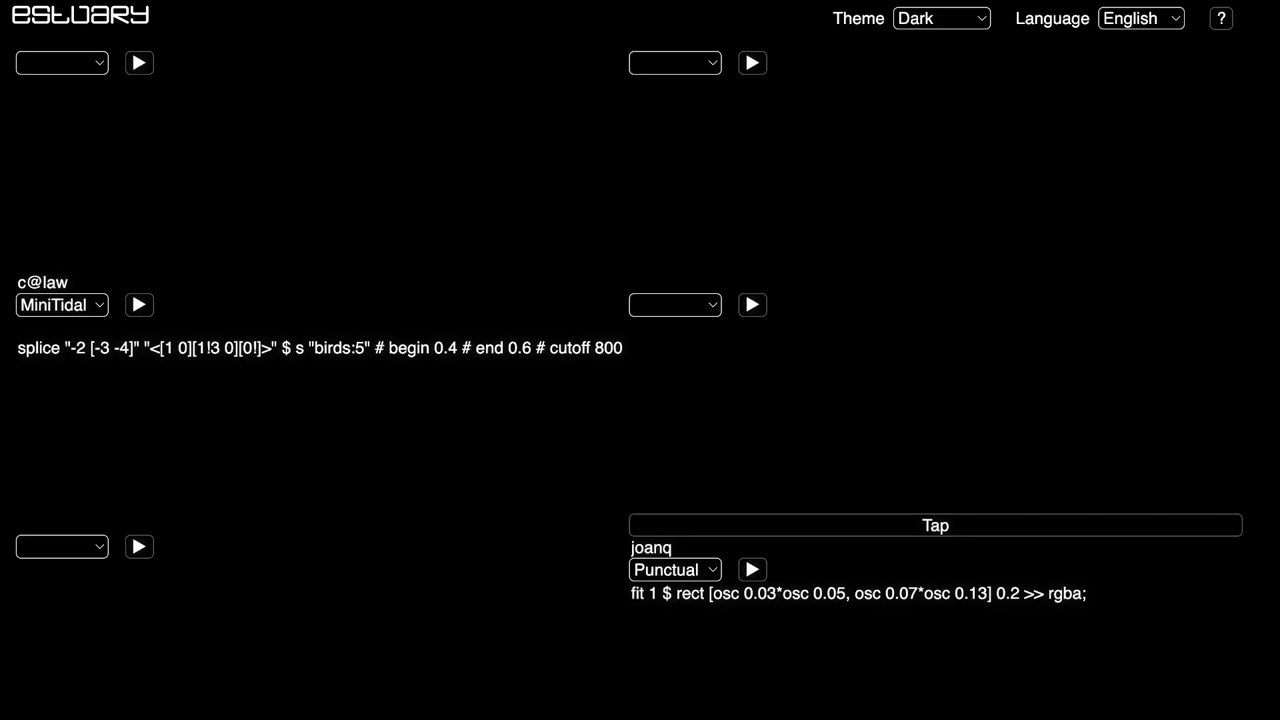 estuary
Theme Dark Language English ?
c@law
MiniTidal
splice "-2 [-3 -4]" "<[1 0][1!3 0][0!]>" $ s "birds:5" # begin 0.4 # end 0.6 # cutoff 800
Tap
joanq
Punctual
fit 1 $ rect [osc 0.03*osc 0.05, osc 0.07*osc 0.13] 0.2 >> rgba;